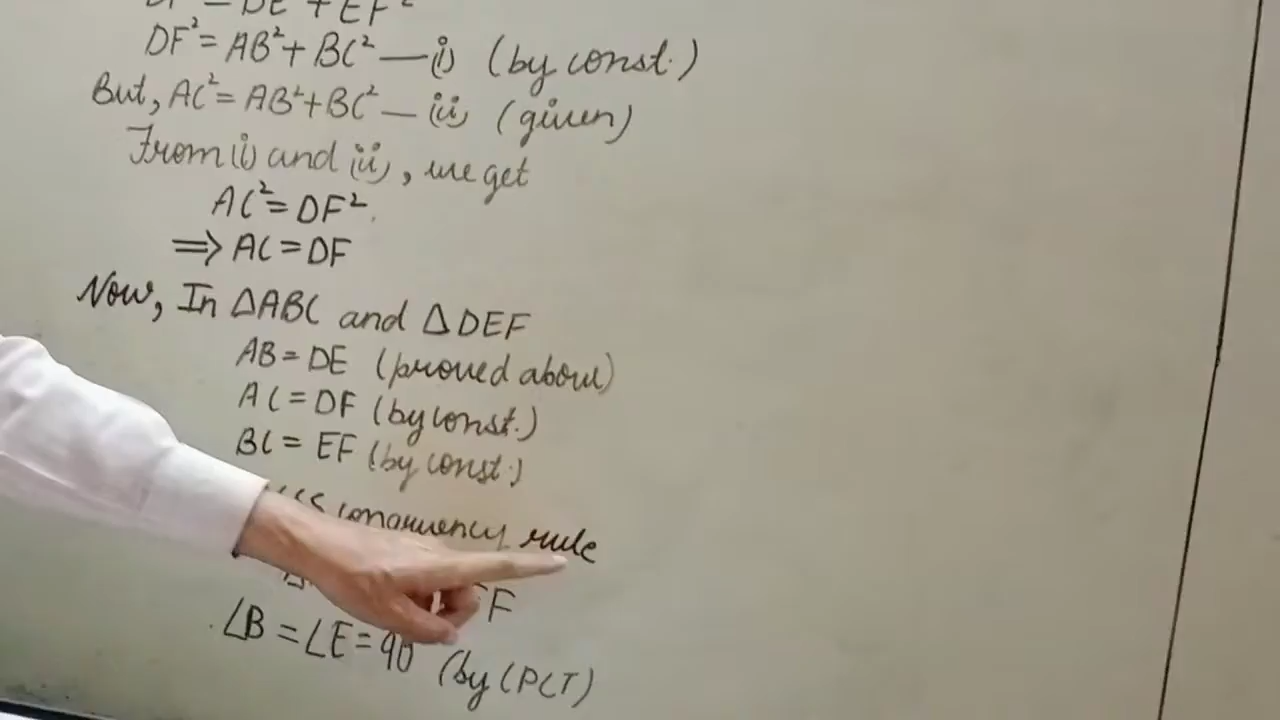 DF² = DE² + EF²
DF² = AB² + BC² — (i) (by const.)
But, AC² = AB² + BC² — (ii) (given)
From (i) and (ii), we get
AC² = DF².
⇒ AC = DF
Now, In ΔABC and ΔDEF
AB = DE (proved above)
AC = DF (by const.)
BC = EF (by const.)
congruency rule
EF
∠B = ∠E = 90 (by CPCT)